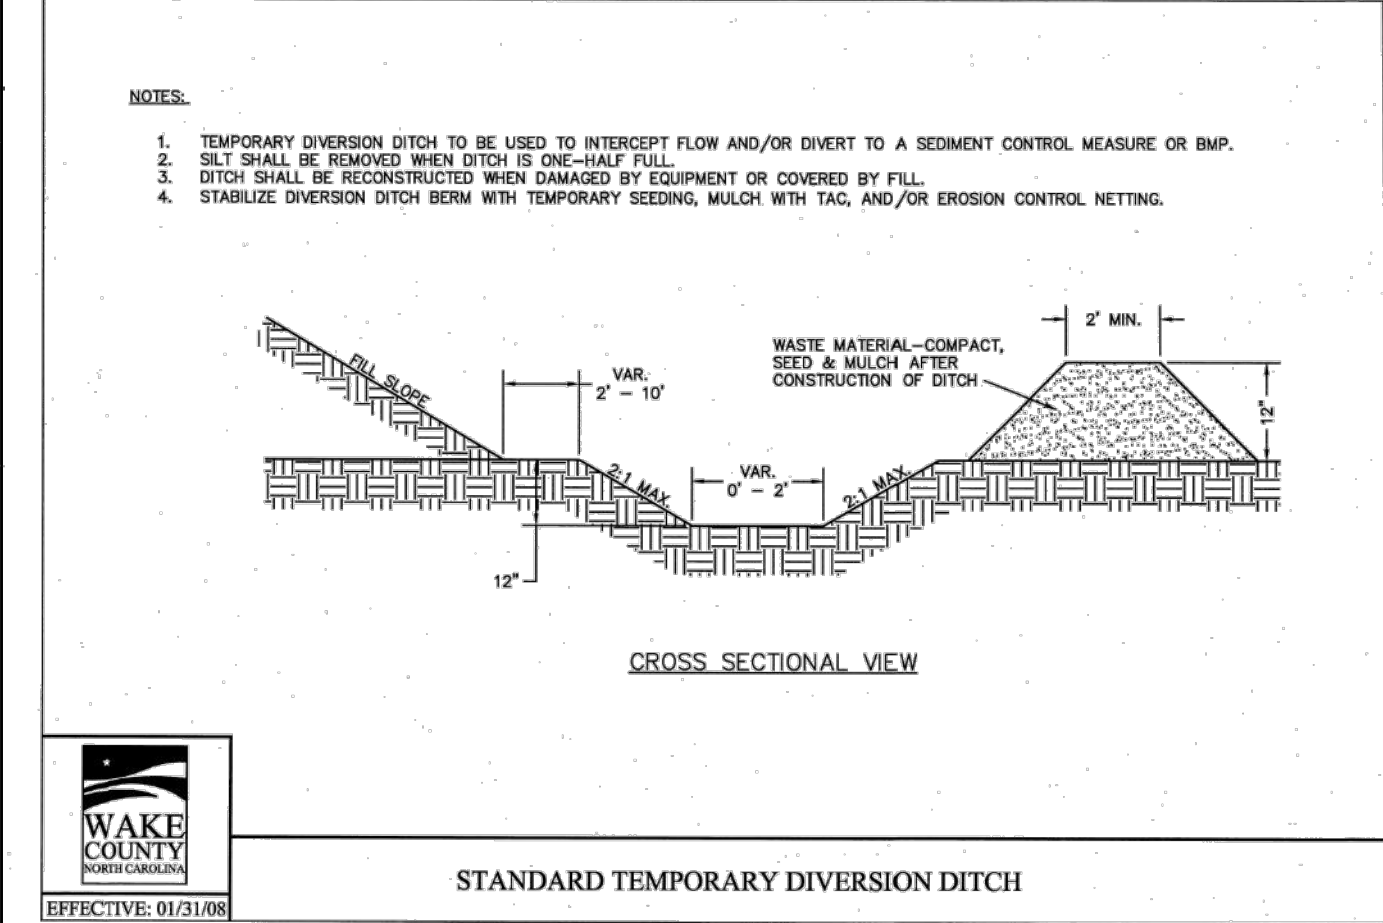 NOTES:
1. TEMPORARY DIVERSION DITCH TO BE USED TO INTERCEPT FLOW AND/OR DIVERT TO A SEDIMENT CONTROL MEASURE OR BMP.
2. SILT SHALL BE REMOVED WHEN DITCH IS ONE-HALF FULL.
3. DITCH SHALL BE RECONSTRUCTED WHEN DAMAGED BY EQUIPMENT OR COVERED BY FILL.
4. STABILIZE DIVERSION DITCH BERM WITH TEMPORARY SEEDING, MULCH WITH TAC, AND/OR EROSION CONTROL NETTING.
FILL SLOPE
VAR.
2' - 10'
WASTE MATERIAL-COMPACT,
SEED & MULCH AFTER
CONSTRUCTION OF DITCH
2' MIN.
12"
2:1 MAX.
VAR.
0' - 2'
2:1 MAX.
12"
CROSS SECTIONAL VIEW
WAKE
COUNTY
NORTH CAROLINA
EFFECTIVE: 01/31/08
STANDARD TEMPORARY DIVERSION DITCH